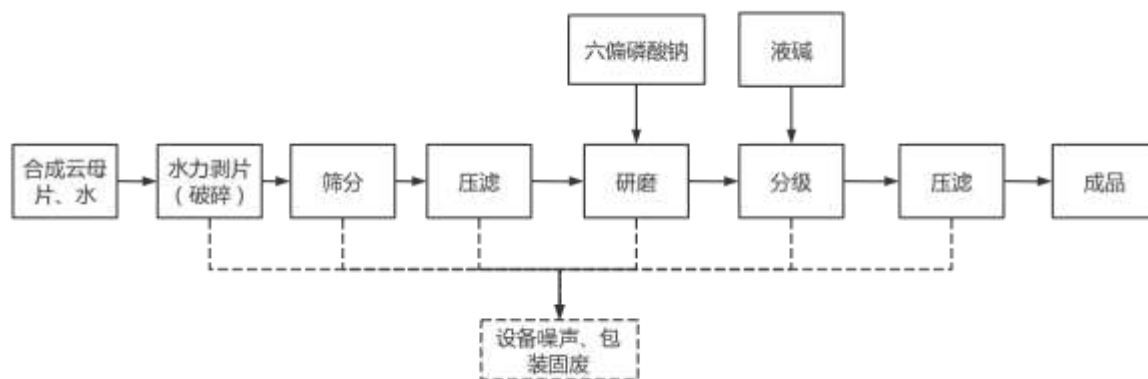 六偏磷酸钠
液碱
合成云母
片、水
水力剥片
（破碎）
筛分
压滤
研磨
分级
压滤
成品
设备噪声、包
装固废